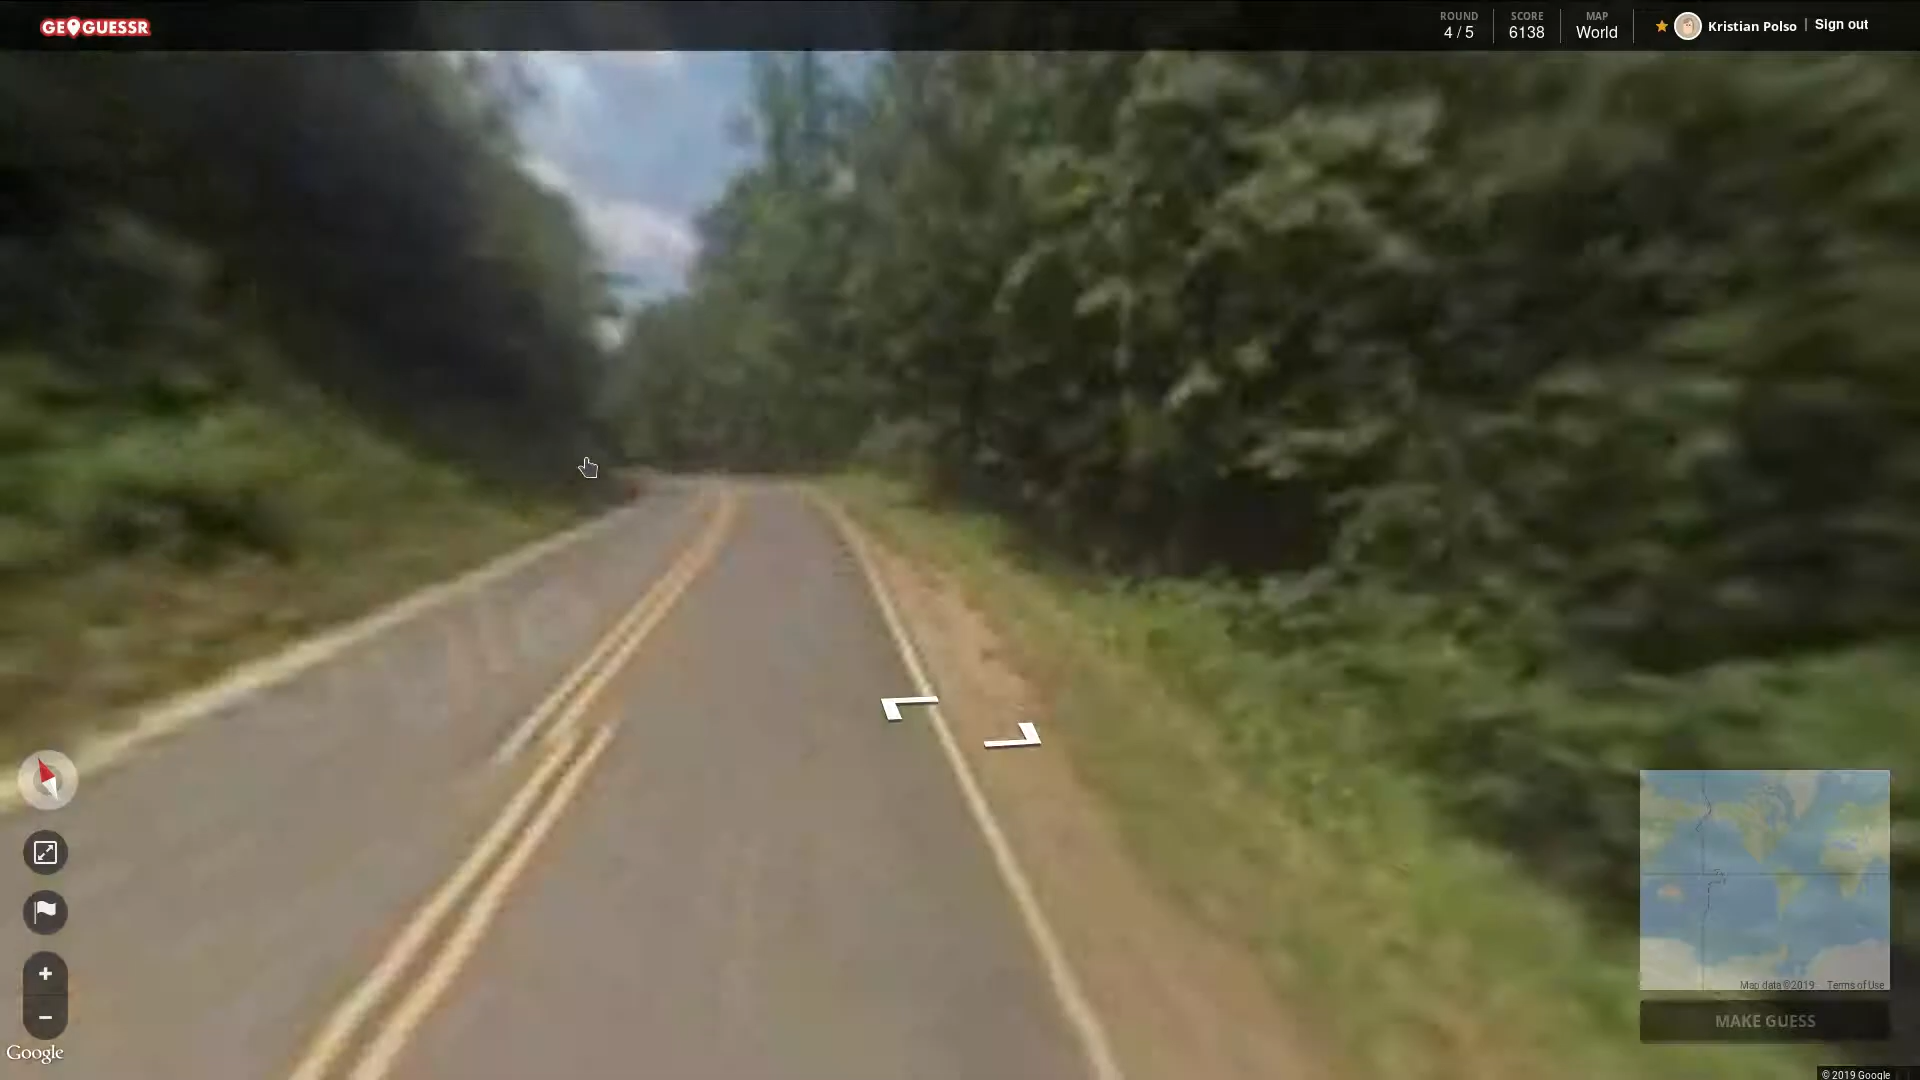 GEOGUESSR
ROUND
4 / 5
SCORE
6138
MAP
World
Kristian Polso
Sign out
Map data ©2019
Terms of Use
MAKE GUESS
Google
© 2019 Google